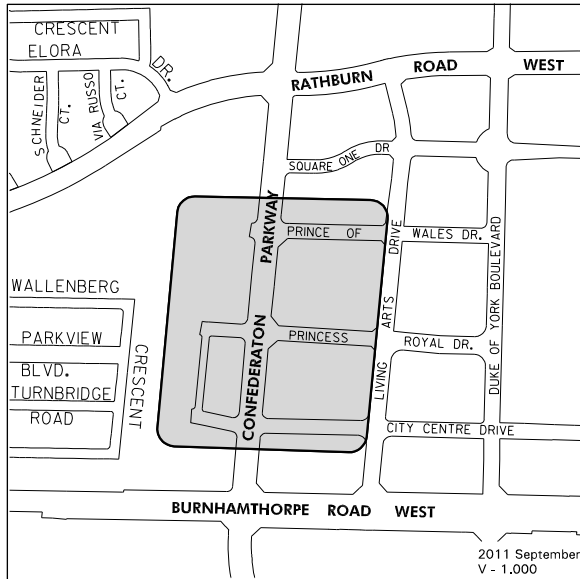 CRESCENT
ELORA
DR.
SCHNEIDER
CT.
VIA RUSSO
CT.
RATHBURN ROAD WEST
SQUARE ONE DR
PARKWAY
PRINCE OF
WALES DR.
DRIVE
DUKE OF YORK BOULEVARD
WALLENBERG
PARKVIEW
BLVD.
TURNBRIDGE
ROAD
CRESCENT
CONFEDERATON
PRINCESS
ROYAL DR.
ARTS
LIVING
CITY CENTRE DRIVE
BURNHAMTHORPE ROAD WEST
2011 September
V - 1.000